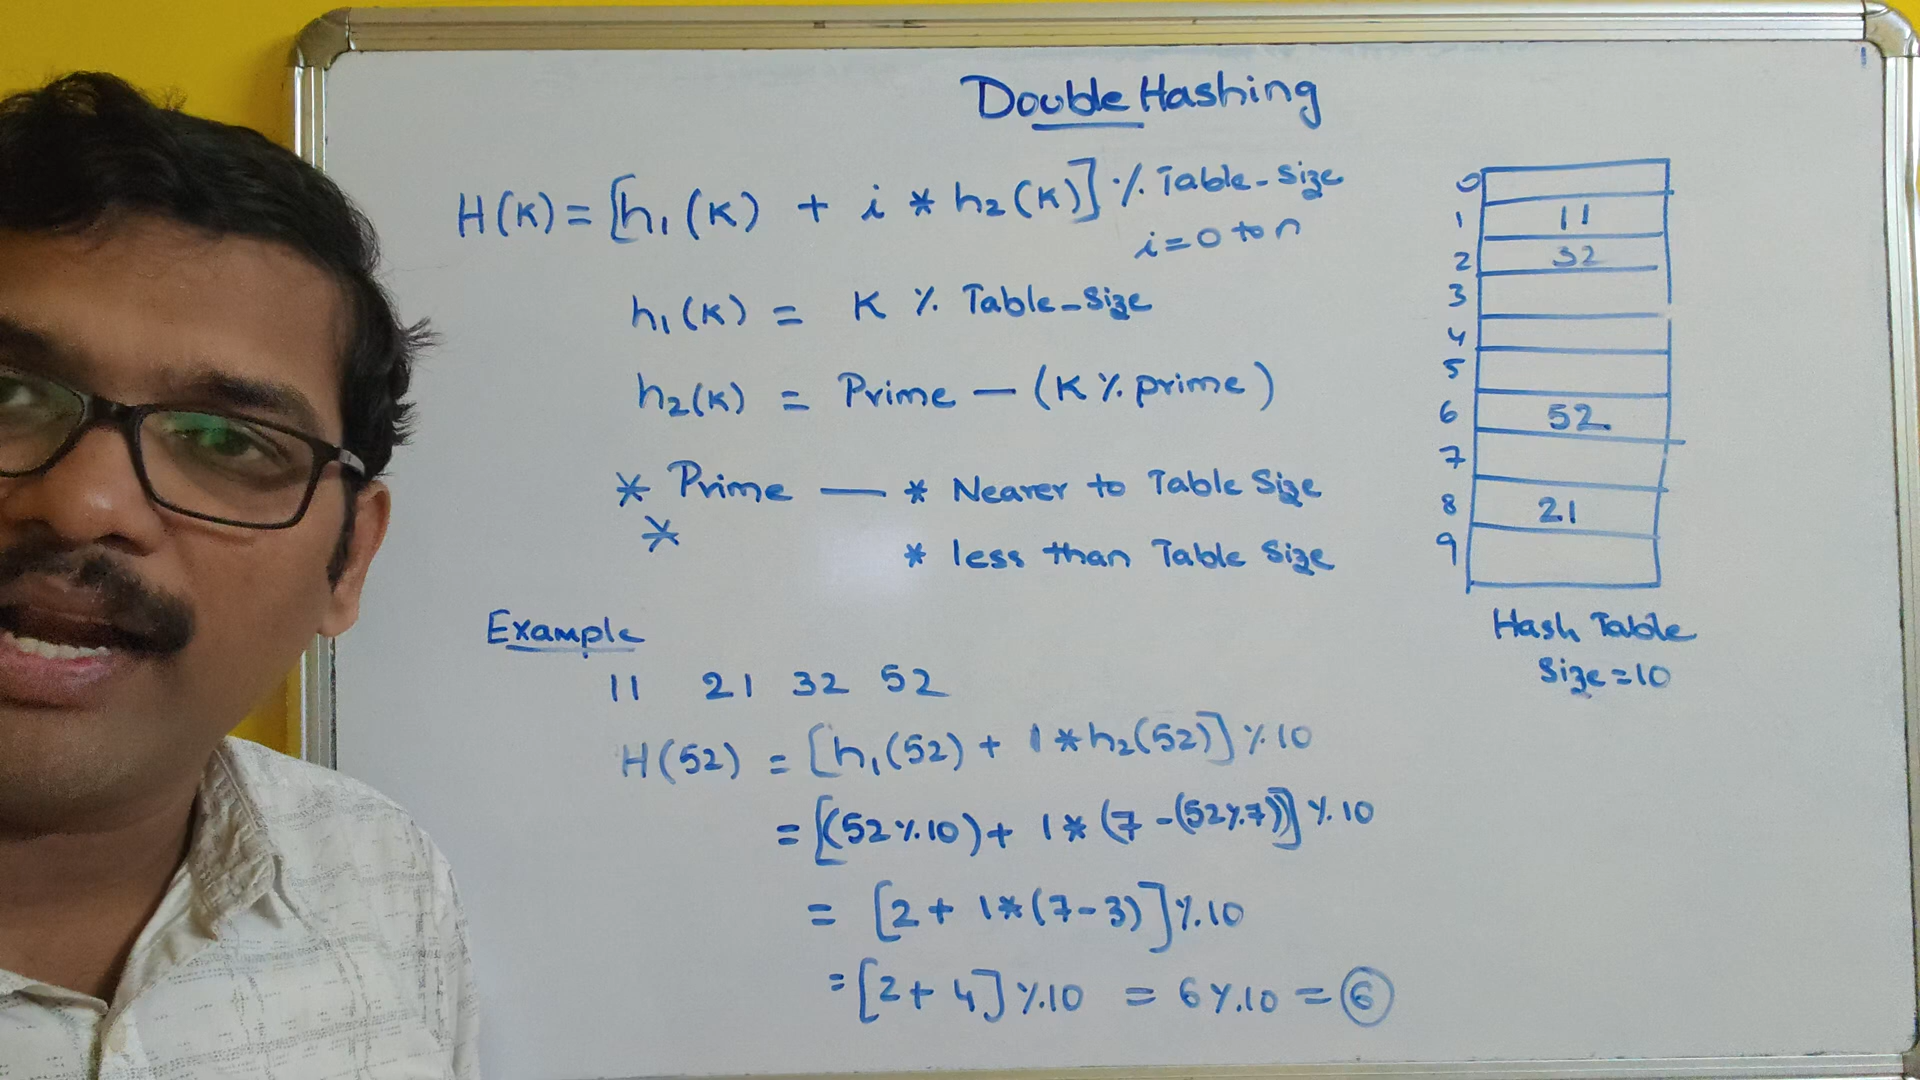 Double Hashing
H(K) = [h₁(K) + i * h₂(K)] % Table-Size
i = 0 to n
h₁(K) = K % Table-Size
h₂(K) = Prime - (K % prime)
* Prime — * Nearer to Table Size
*
* less than Table Size
Example
11 21 32 52
H(52) = [h₁(52) + 1*h₂(52)] % 10
= [(52%10) + 1*(7-(52%7))] % 10
= [2 + 1*(7-3)] % 10
= [2+4] % 10 = 6%10 = 6
0
1 11
2 32
3
4
5
6 52
7
8 21
9
Hash Table
Size = 10
1